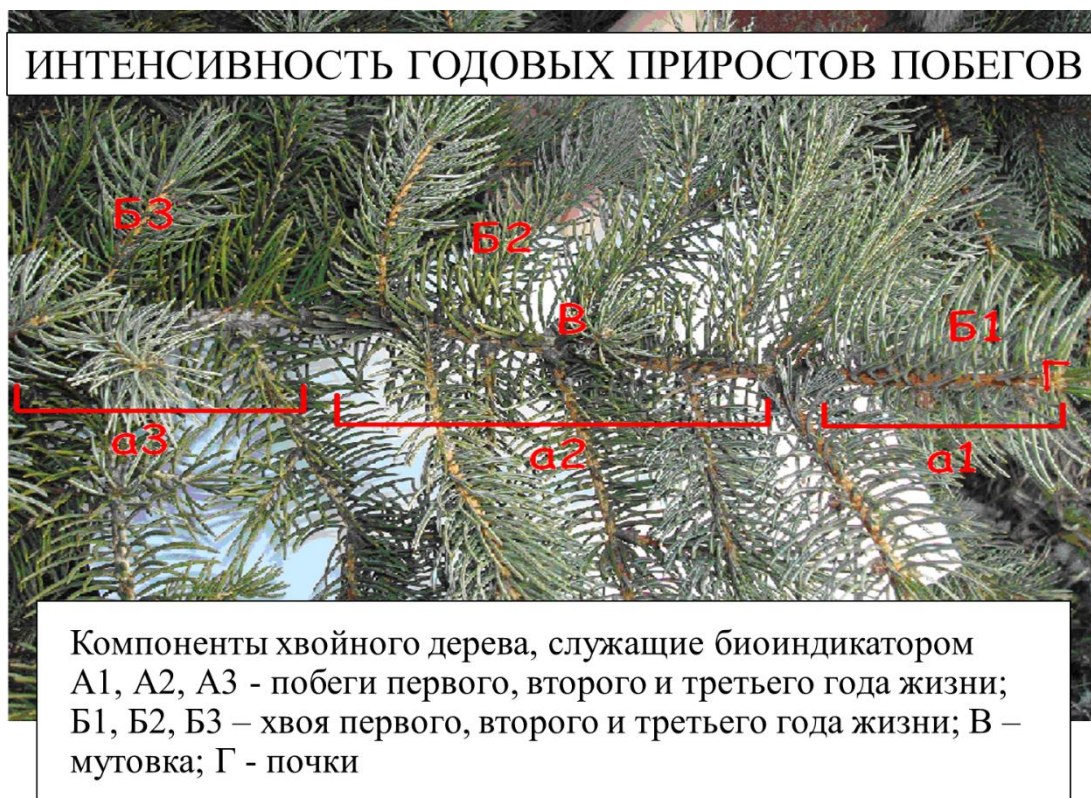 ИНТЕНСИВНОСТЬ ГОДОВЫХ ПРИРОСТОВ ПОБЕГОВ
Б3
Б2
В
Б1
Г
а3
а2
а1
Компоненты хвойного дерева, служащие биоиндикатором
А1, А2, А3 - побеги первого, второго и третьего года жизни;
Б1, Б2, Б3 – хвоя первого, второго и третьего года жизни; В –
мутовка; Г - почки